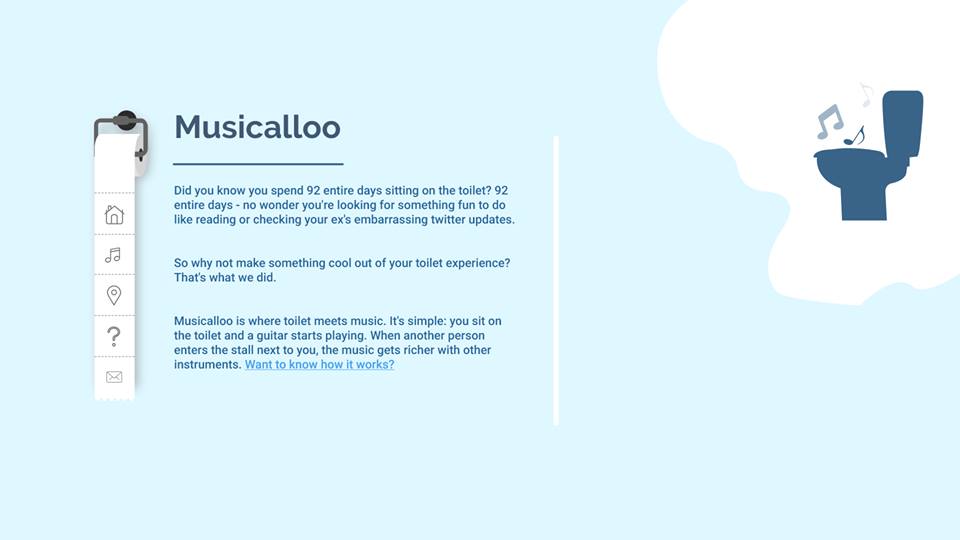 Musicalloo
Did you know you spend 92 entire days sitting on the toilet? 92
entire days - no wonder you're looking for something fun to do
like reading or checking your ex's embarrassing twitter updates.
So why not make something cool out of your toilet experience?
That's what we did.
Musicalloo is where toilet meets music. It's simple: you sit on
the toilet and a guitar starts playing. When another person
enters the stall next to you, the music gets richer with other
instruments. Want to know how it works?
?